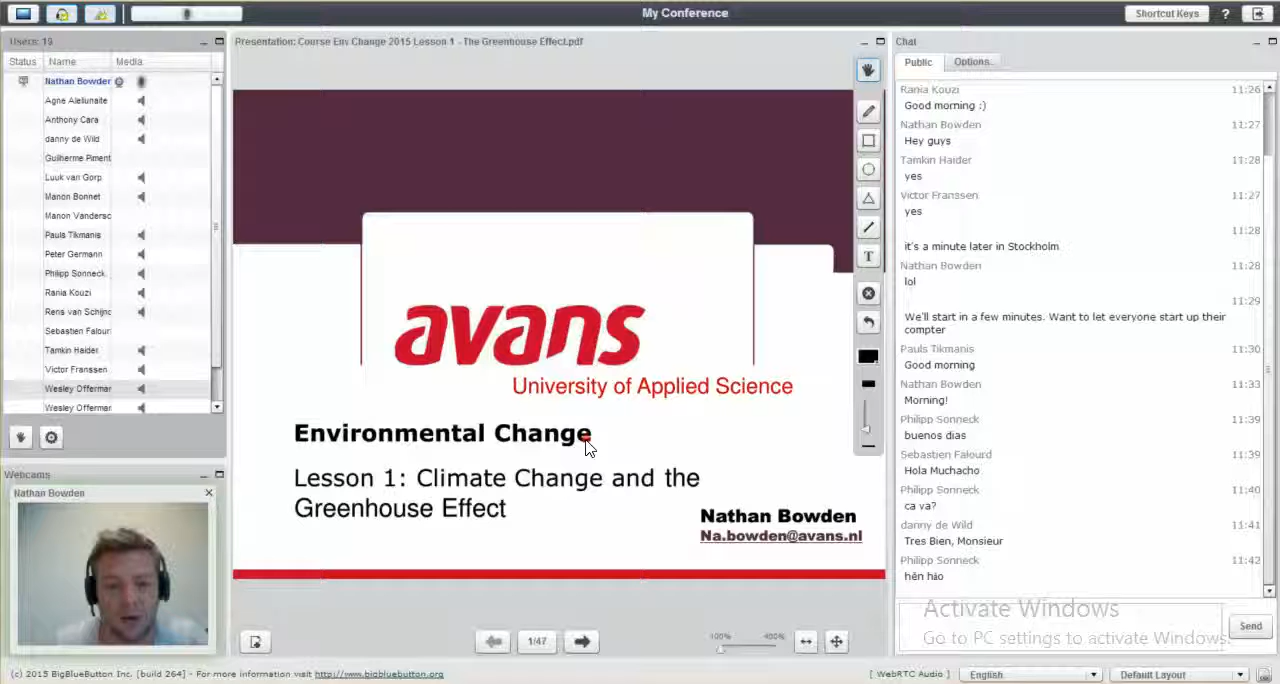 My Conference
Shortcut Keys
?
Users: 19
Status Name Media
Nathan Bowder
Agne Aleliunaite
Anthony Cara
danny de Wild
Guilherme Piment
Luuk van Gorp
Manon Bonnet
Manon Vandersc
Pauls Tikmanis
Peter Germann
Philipp Sonneck
Rania Kouzi
Rens van Schijnc
Sebastien Falour
Tamkin Haider
Victor Franssen
Wesley Offermar
Wesley Offermar
Webcams
Nathan Bowden
Presentation: Course Env Change 2015 Lesson 1 - The Greenhouse Effect.pdf
avans
University of Applied Science
Environmental Change
Lesson 1: Climate Change and the
Greenhouse Effect
Nathan Bowden
Na.bowden@avans.nl
T
1/47
100% 400%
Chat
Public Options
Rania Kouzi 11:26
Good morning :)
Nathan Bowden 11:27
Hey guys
Tamkin Haider 11:28
yes
Victor Franssen 11:27
yes
11:28
it's a minute later in Stockholm
Nathan Bowden 11:28
lol
11:29
We'll start in a few minutes. Want to let everyone start up their
compter
Pauls Tikmanis 11:30
Good morning
Nathan Bowden 11:33
Morning!
Philipp Sonneck 11:39
buenos dias
Sebastien Falourd 11:39
Hola Muchacho
Philipp Sonneck 11:40
ca va?
danny de Wild 11:41
Tres Bien, Monsieur
Philipp Sonneck 11:42
hěn hǎo
Activate Windows
Go to PC settings to activate Windows.
Send
(c) 2015 BigBlueButton Inc. [build 264] - For more information visit http://www.bigbluebutton.org
[ WebRTC Audio ] English Default Layout